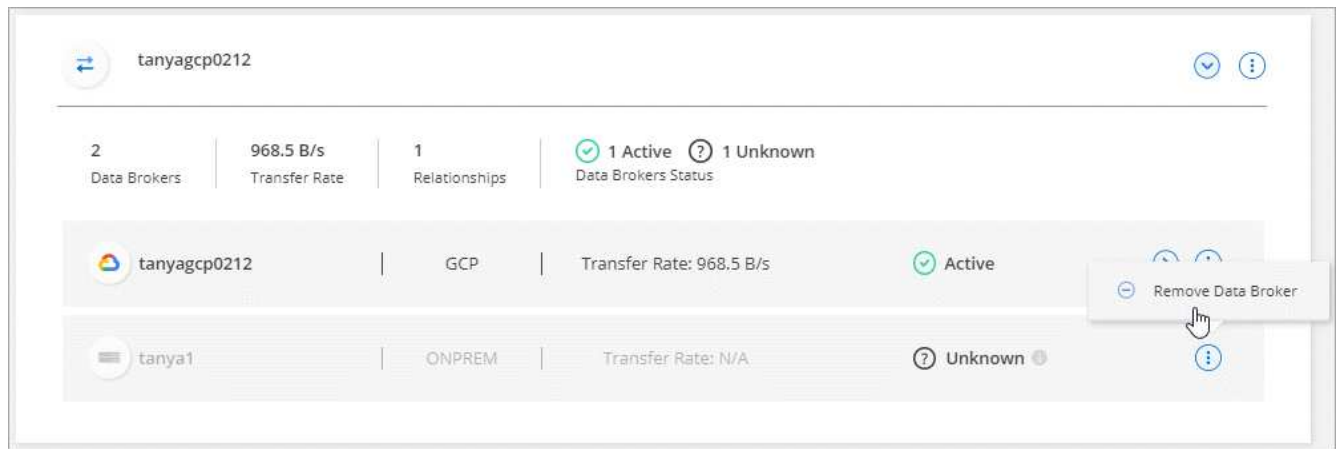 tanyagcp0212
2 968.5 B/s 1 1 Active ? 1 Unknown
Data Brokers Transfer Rate Relationships Data Brokers Status
tanyagcp0212 GCP Transfer Rate: 968.5 B/s Active
Remove Data Broker
tanya1 ONPREM Transfer Rate: N/A ? Unknown